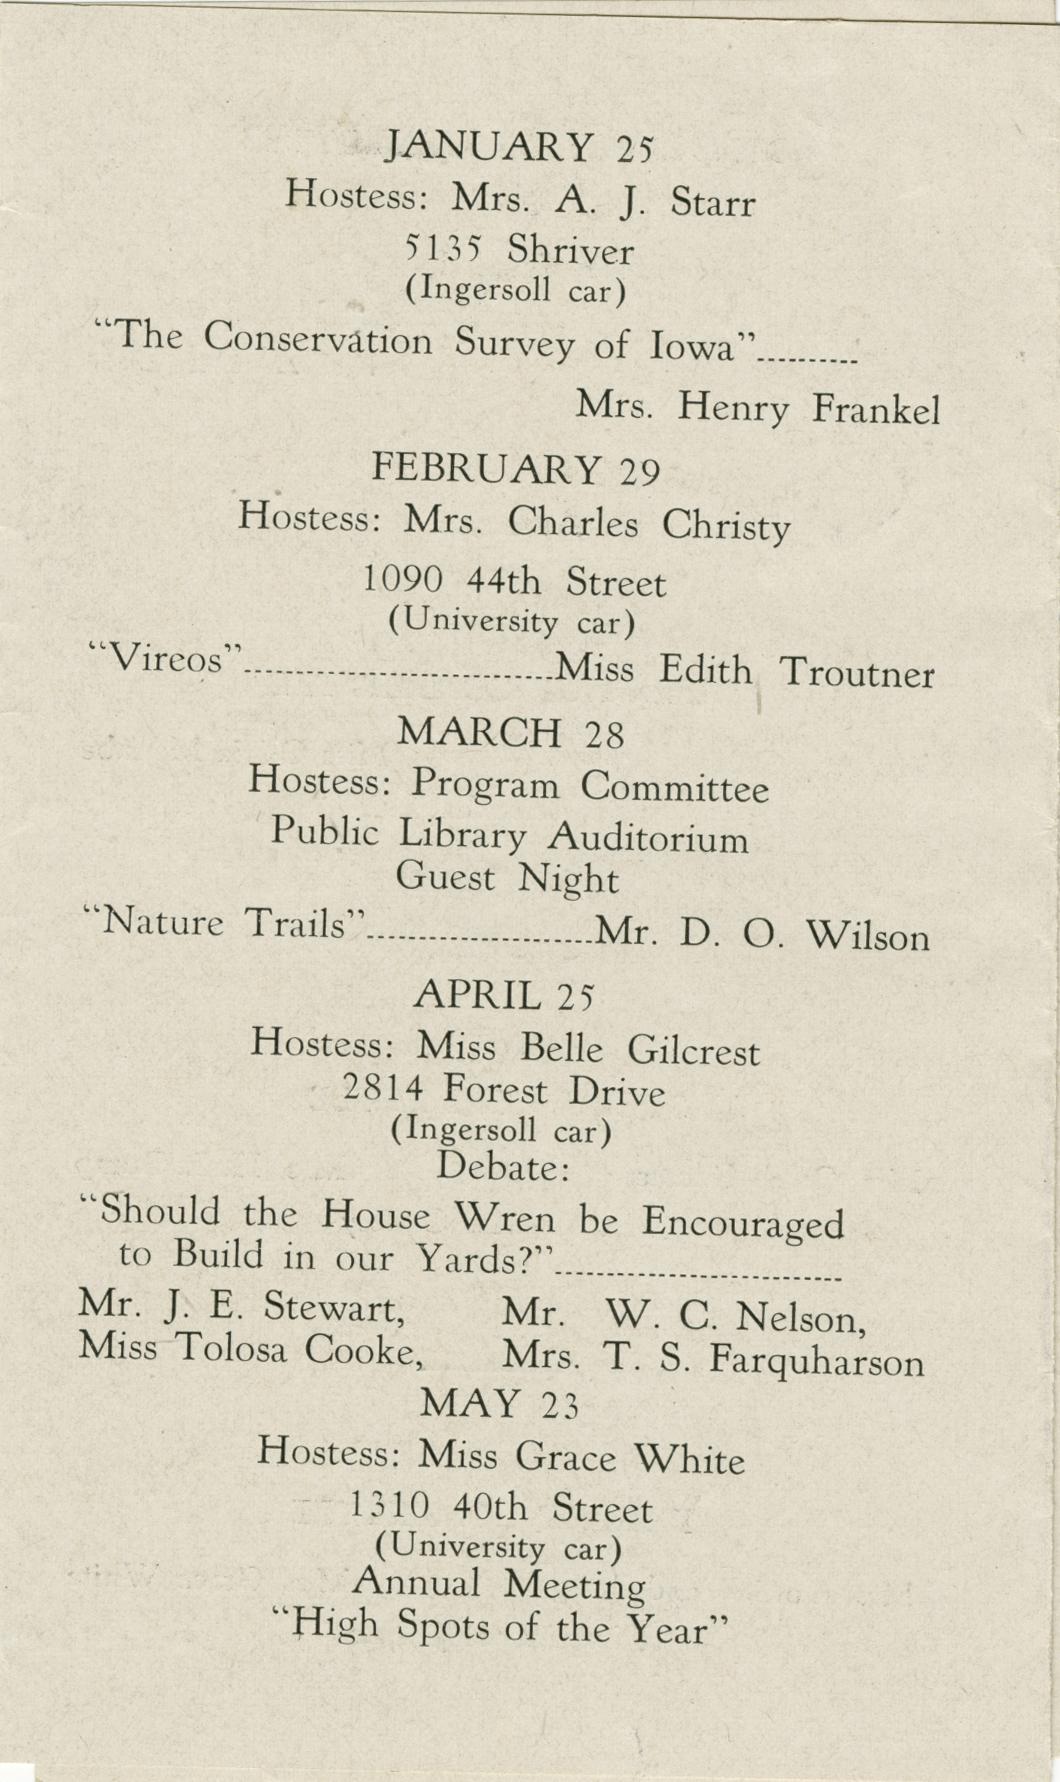 JANUARY 25
Hostess: Mrs. A. J. Starr
5135 Shriver
(Ingersoll car)
“The Conservation Survey of Iowa”..........
Mrs. Henry Frankel
FEBRUARY 29
Hostess: Mrs. Charles Christy
1090 44th Street
(University car)
“Vireos”..............................Miss Edith Troutner
MARCH 28
Hostess: Program Committee
Public Library Auditorium
Guest Night
“Nature Trails”......................Mr. D. O. Wilson
APRIL 25
Hostess: Miss Belle Gilcrest
2814 Forest Drive
(Ingersoll car)
Debate:
“Should the House Wren be Encouraged
to Build in our Yards?”............................
Mr. J. E. Stewart, Mr. W. C. Nelson,
Miss Tolosa Cooke, Mrs. T. S. Farquharson
MAY 23
Hostess: Miss Grace White
1310 40th Street
(University car)
Annual Meeting
“High Spots of the Year”